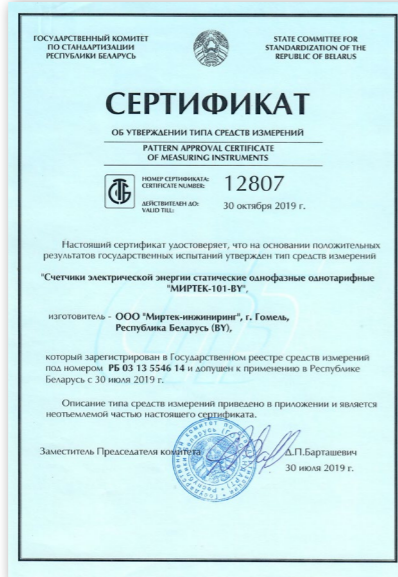 ГОСУДАРСТВЕННЫЙ КОМИТЕТ
ПО СТАНДАРТИЗАЦИИ
РЕСПУБЛИКИ БЕЛАРУСЬ
STATE COMMITTEE FOR
STANDARDIZATION OF THE
REPUBLIC OF BELARUS
СЕРТИФИКАТ
ОБ УТВЕРЖДЕНИИ ТИПА СРЕДСТВ ИЗМЕРЕНИЙ
PATTERN APPROVAL CERTIFICATE
OF MEASURING INSTRUMENTS
НОМЕР СЕРТИФИКАТА:
CERTIFICATE NUMBER:
12807
ДЕЙСТВИТЕЛЕН ДО:
VALID TILL:
30 октября 2019 г.
Настоящий сертификат удостоверяет, что на основании положительных
результатов государственных испытаний утвержден тип средств измерений
"Счетчики электрической энергии статические однофазные однотарифные
"МИРТЕК-101-BY",
изготовитель - ООО "Миртек-инжиниринг", г. Гомель,
Республика Беларусь (BY),
который зарегистрирован в Государственном реестре средств измерений
под номером РБ 03 13 5546 14 и допущен к применению в Республике
Беларусь с 30 июля 2019 г.
Описание типа средств измерений приведено в приложении и является
неотъемлемой частью настоящего сертификата.
Заместитель Председателя комитета
Д.П.Барташевич
30 июля 2019 г.